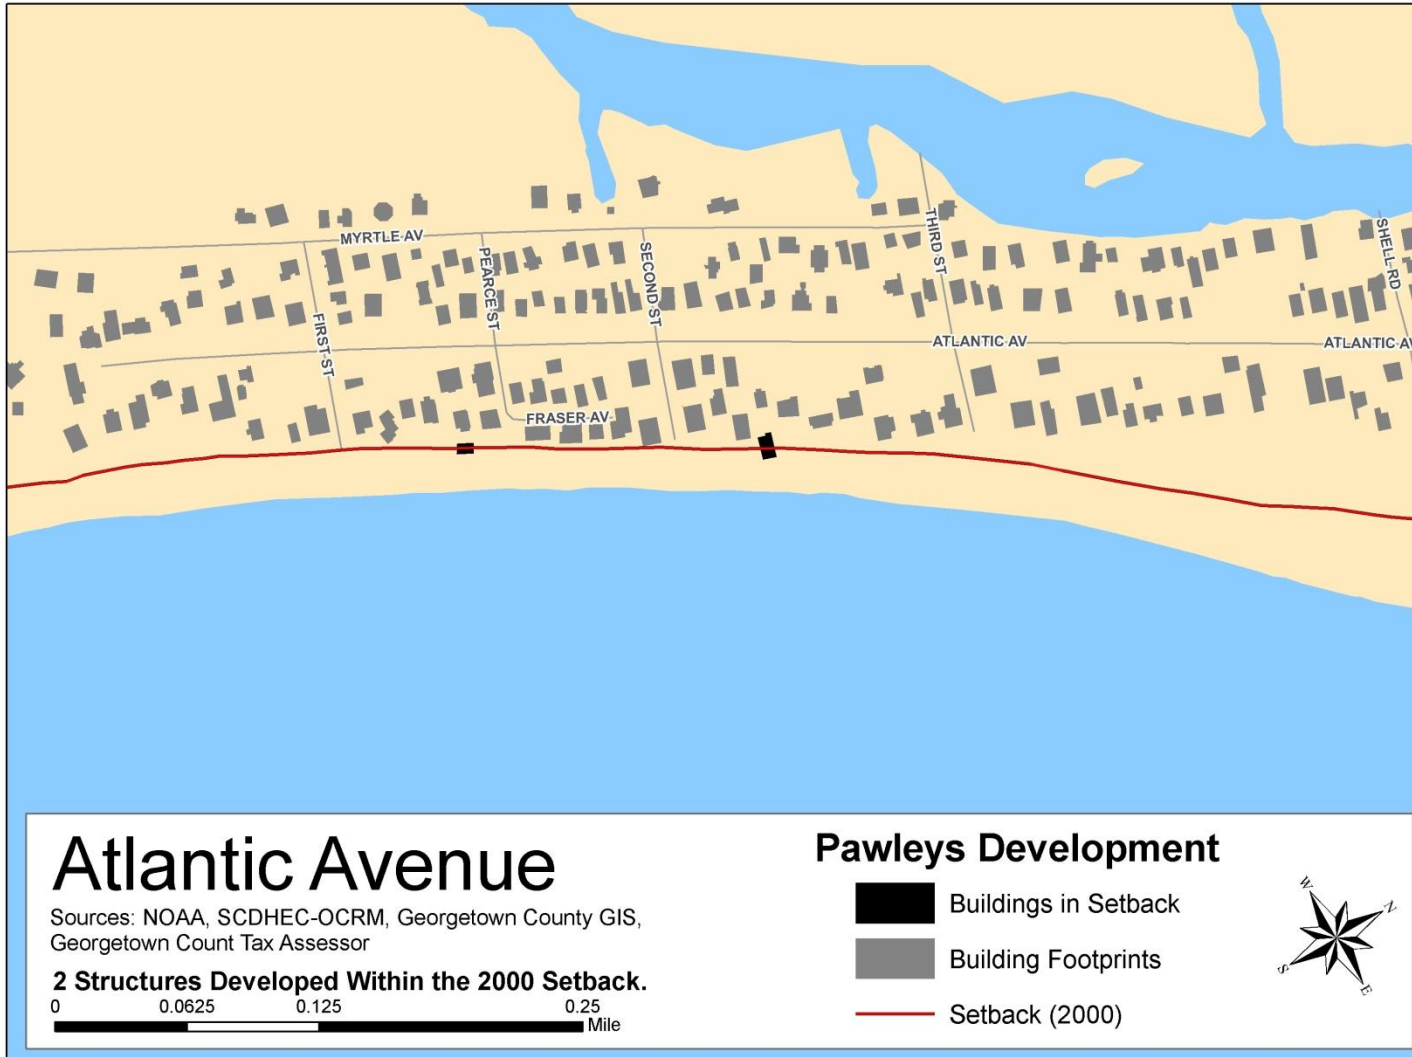 MYRTLE AV
PEARCE ST
SECOND ST
THIRD ST
SHELL RD
FIRST ST
ATLANTIC AV
ATLANTIC AV
FRASER AV
Atlantic Avenue
Sources: NOAA, SCDHEC-OCRM, Georgetown County GIS,
Georgetown Count Tax Assessor
2 Structures Developed Within the 2000 Setback.
0 0.0625 0.125 0.25
Mile
Pawleys Development
Buildings in Setback
Building Footprints
Setback (2000)
W
N
S
E